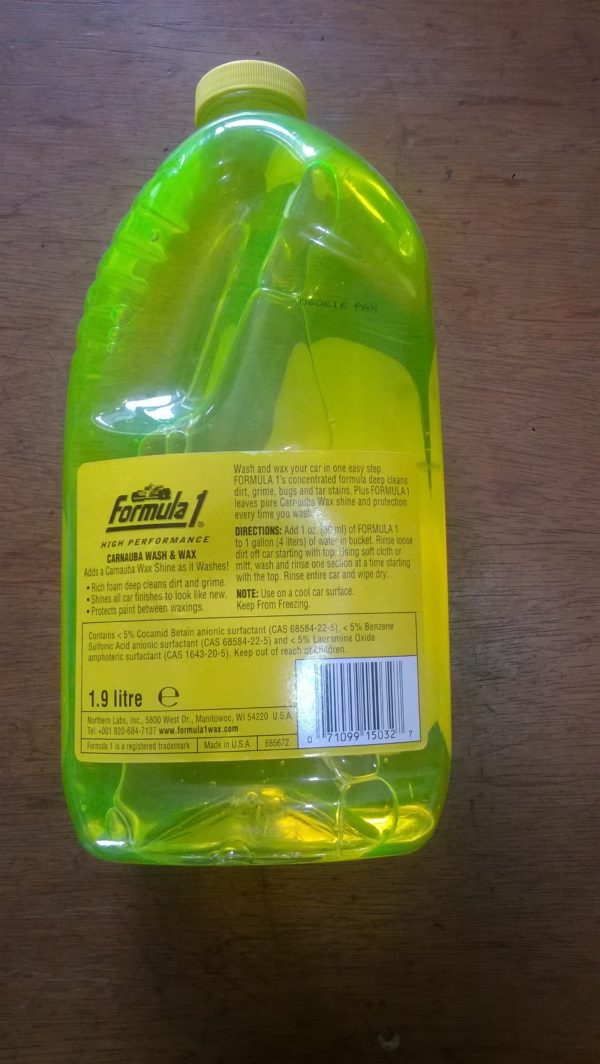 060616 PAX
Formula 1®
HIGH PERFORMANCE
CARNAUBA WASH & WAX
Adds a Carnauba Wax Shine as it Washes!
• Rich foam deep cleans dirt and grime.
• Shines all car finishes to look like new.
• Protects paint between waxings.
Wash and wax your car in one easy step.
FORMULA 1's concentrated formula deep cleans
dirt, grime, bugs and tar stains. Plus FORMULA 1
leaves pure Carnauba Wax shine and protection
every time you wash.
DIRECTIONS: Add 1 oz (30 ml) of FORMULA 1
to 1 gallon (4 liters) of water in bucket. Rinse loose
dirt off car starting with top. Using soft cloth or
mitt, wash and rinse one section at a time starting
with the top. Rinse entire car and wipe dry.
NOTE: Use on a cool car surface.
Keep From Freezing.
Contains < 5% Cocamid Betain anionic surfactant (CAS 68584-22-5), < 5% Benzene
Sulfonic Acid anionic surfactant (CAS 68584-22-5) and < 5% Lauramine Oxide
amphoteric surfactant (CAS 1643-20-5). Keep out of reach of children.
1.9 litre ℮
Northern Labs, Inc., 5800 West Dr., Manitowoc, WI 54220 U.S.A.
Tel: +001 920-684-7137 www.formula1wax.com
Formula 1 is a registered trademark
Made in U.S.A.
685672
0 71099 15032 7